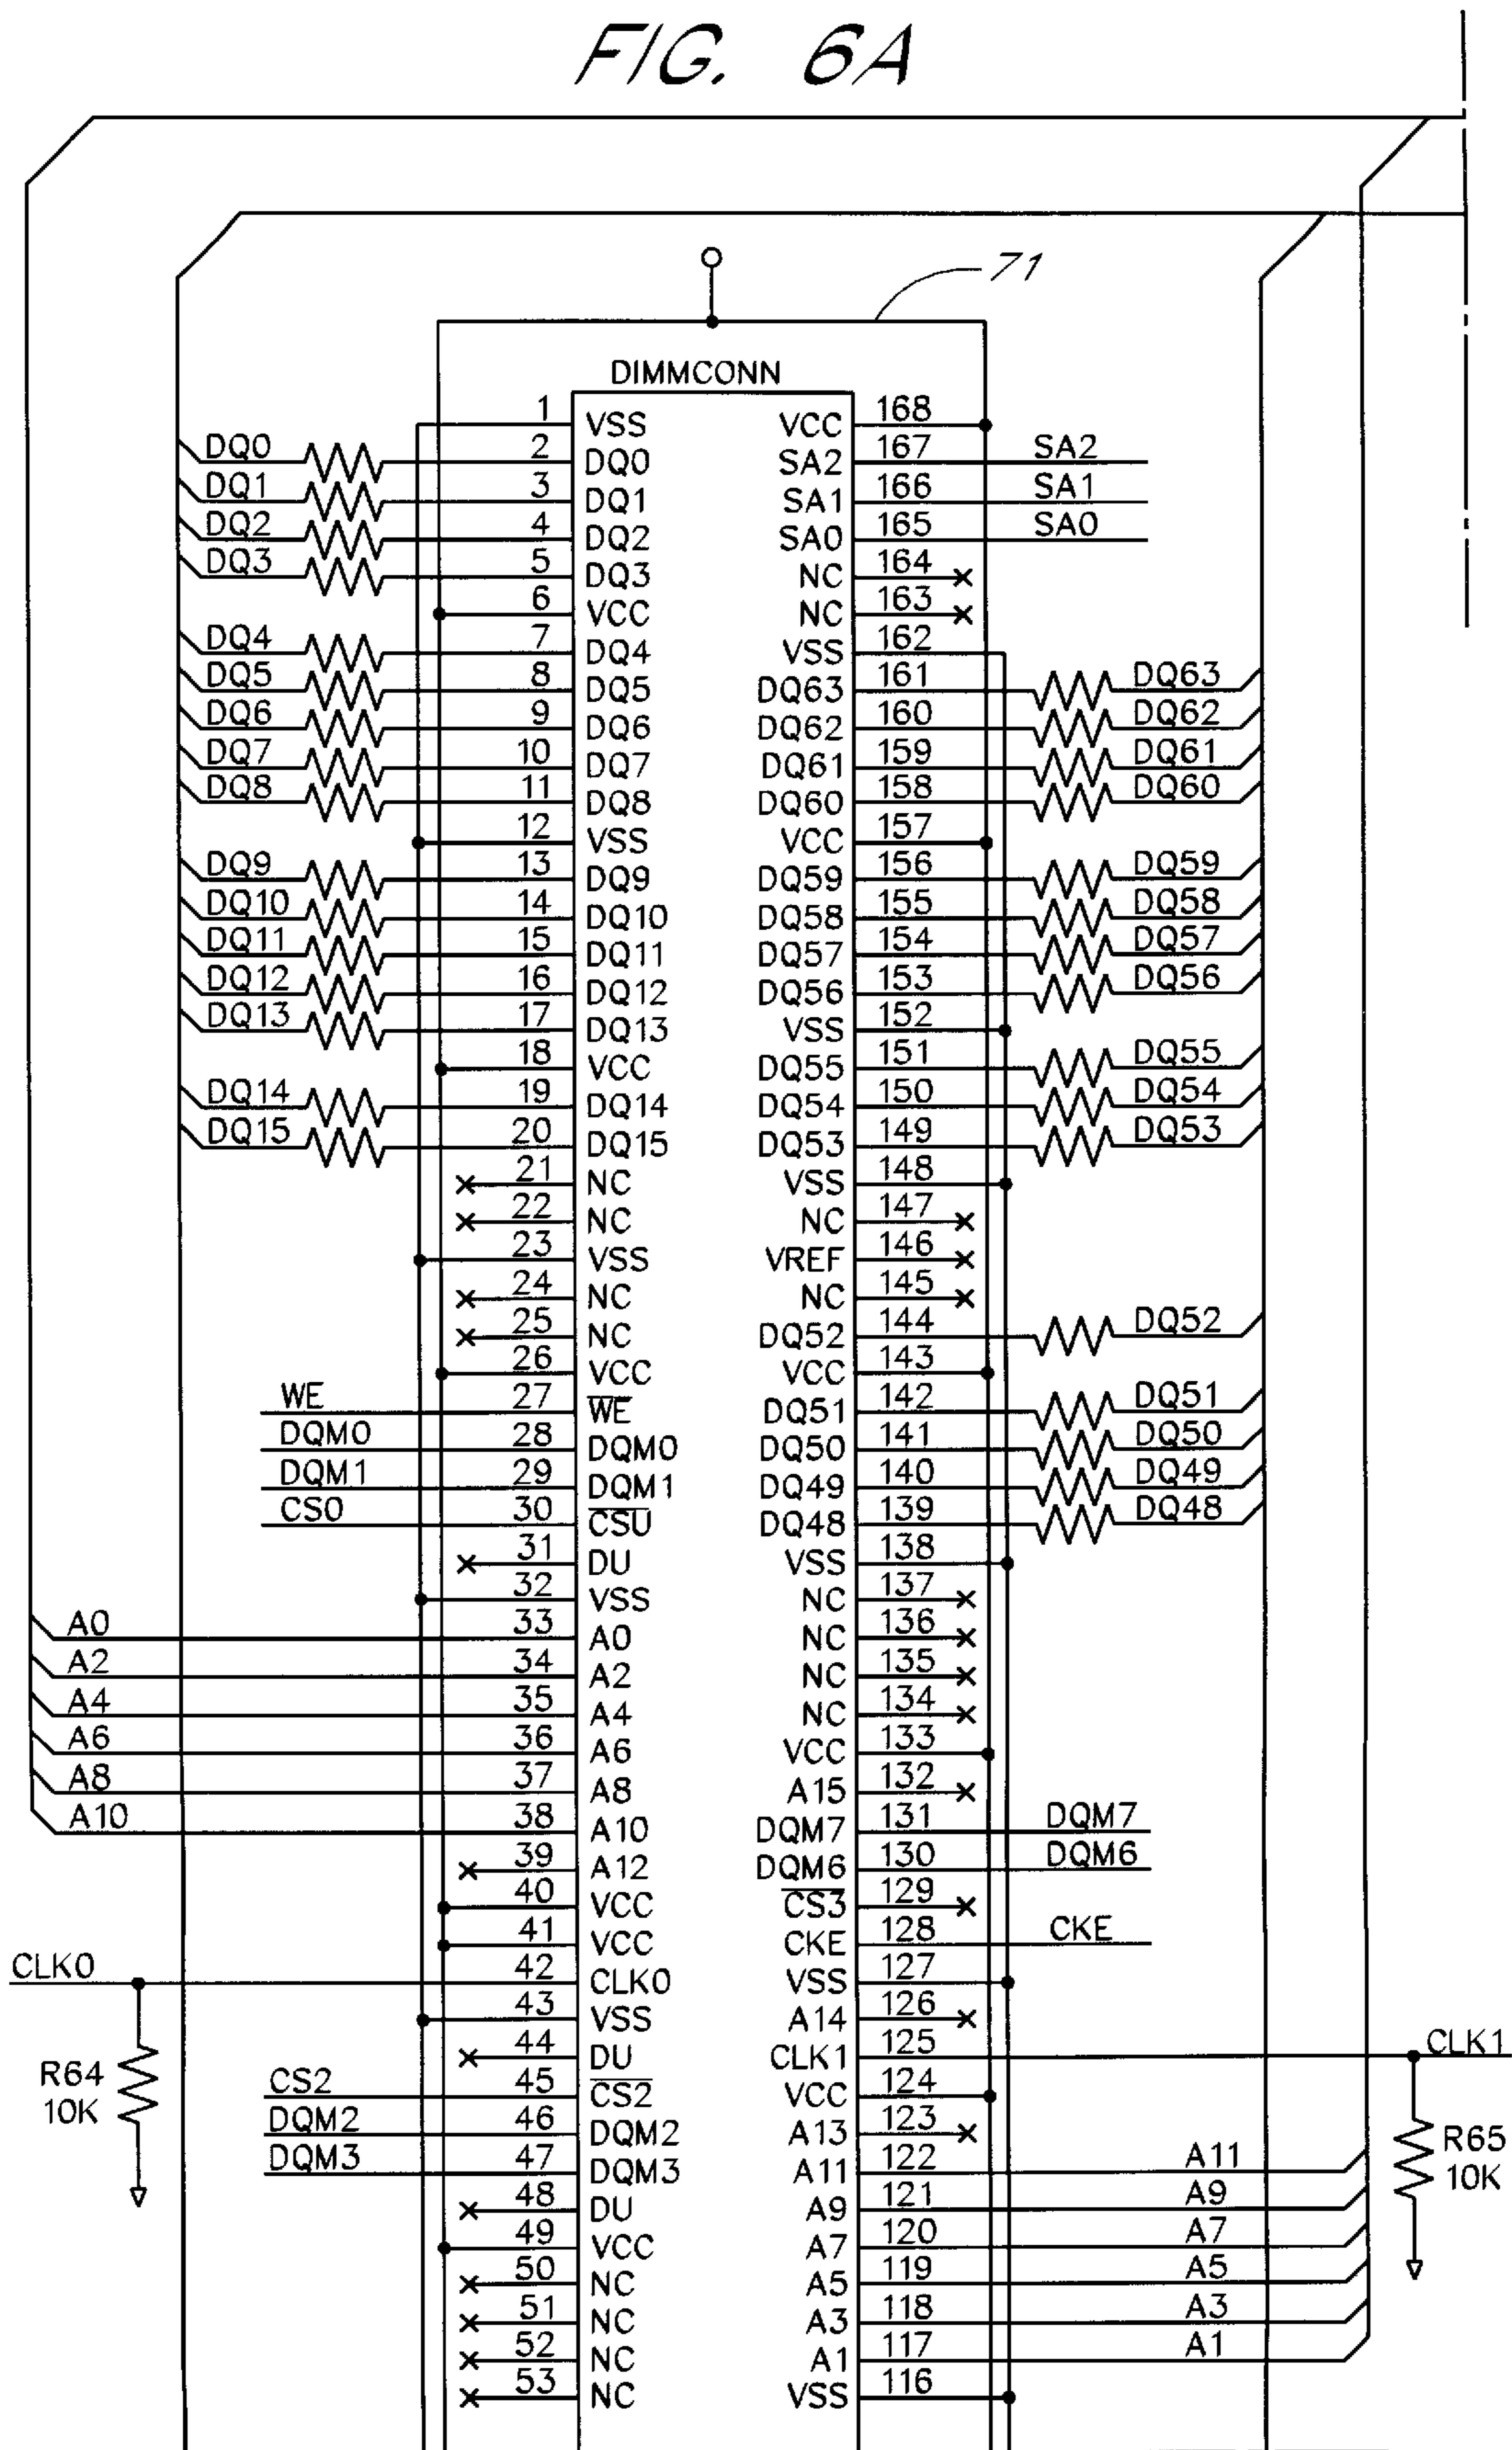 FIG. 6A
71
DIMMCONN
1 VSS VCC 168
DQ0 2 DQ0 SA2 167 SA2
DQ1 3 DQ1 SA1 166 SA1
DQ2 4 DQ2 SA0 165 SA0
DQ3 5 DQ3 NC 164
6 VCC NC 163
DQ4 7 DQ4 VSS 162
DQ5 8 DQ5 DQ63 161 DQ63
DQ6 9 DQ6 DQ62 160 DQ62
DQ7 10 DQ7 DQ61 159 DQ61
DQ8 11 DQ8 DQ60 158 DQ60
12 VSS VCC 157
DQ9 13 DQ9 DQ59 156 DQ59
DQ10 14 DQ10 DQ58 155 DQ58
DQ11 15 DQ11 DQ57 154 DQ57
DQ12 16 DQ12 DQ56 153 DQ56
DQ13 17 DQ13 VSS 152
18 VCC DQ55 151 DQ55
DQ14 19 DQ14 DQ54 150 DQ54
DQ15 20 DQ15 DQ53 149 DQ53
21 NC VSS 148
22 NC NC 147
23 VSS VREF 146
24 NC NC 145
25 NC DQ52 144 DQ52
26 VCC VCC 143
WE 27 WE DQ51 142 DQ51
DQM0 28 DQM0 DQ50 141 DQ50
DQM1 29 DQM1 DQ49 140 DQ49
CS0 30 CSU DQ48 139 DQ48
31 DU VSS 138
32 VSS NC 137
A0 33 A0 NC 136
A2 34 A2 NC 135
A4 35 A4 NC 134
A6 36 A6 VCC 133
A8 37 A8 A15 132
A10 38 A10 DQM7 131 DQM7
39 A12 DQM6 130 DQM6
40 VCC CS3 129
41 VCC CKE 128 CKE
CLK0 42 CLK0 VSS 127
43 VSS A14 126
44 DU CLK1 125 CLK1
R64 10K
CS2 45 CS2 VCC 124
DQM2 46 DQM2 A13 123
DQM3 47 DQM3 A11 122 A11
R65 10K
48 DU A9 121 A9
49 VCC A7 120 A7
50 NC A5 119 A5
51 NC A3 118 A3
52 NC A1 117 A1
53 NC VSS 116